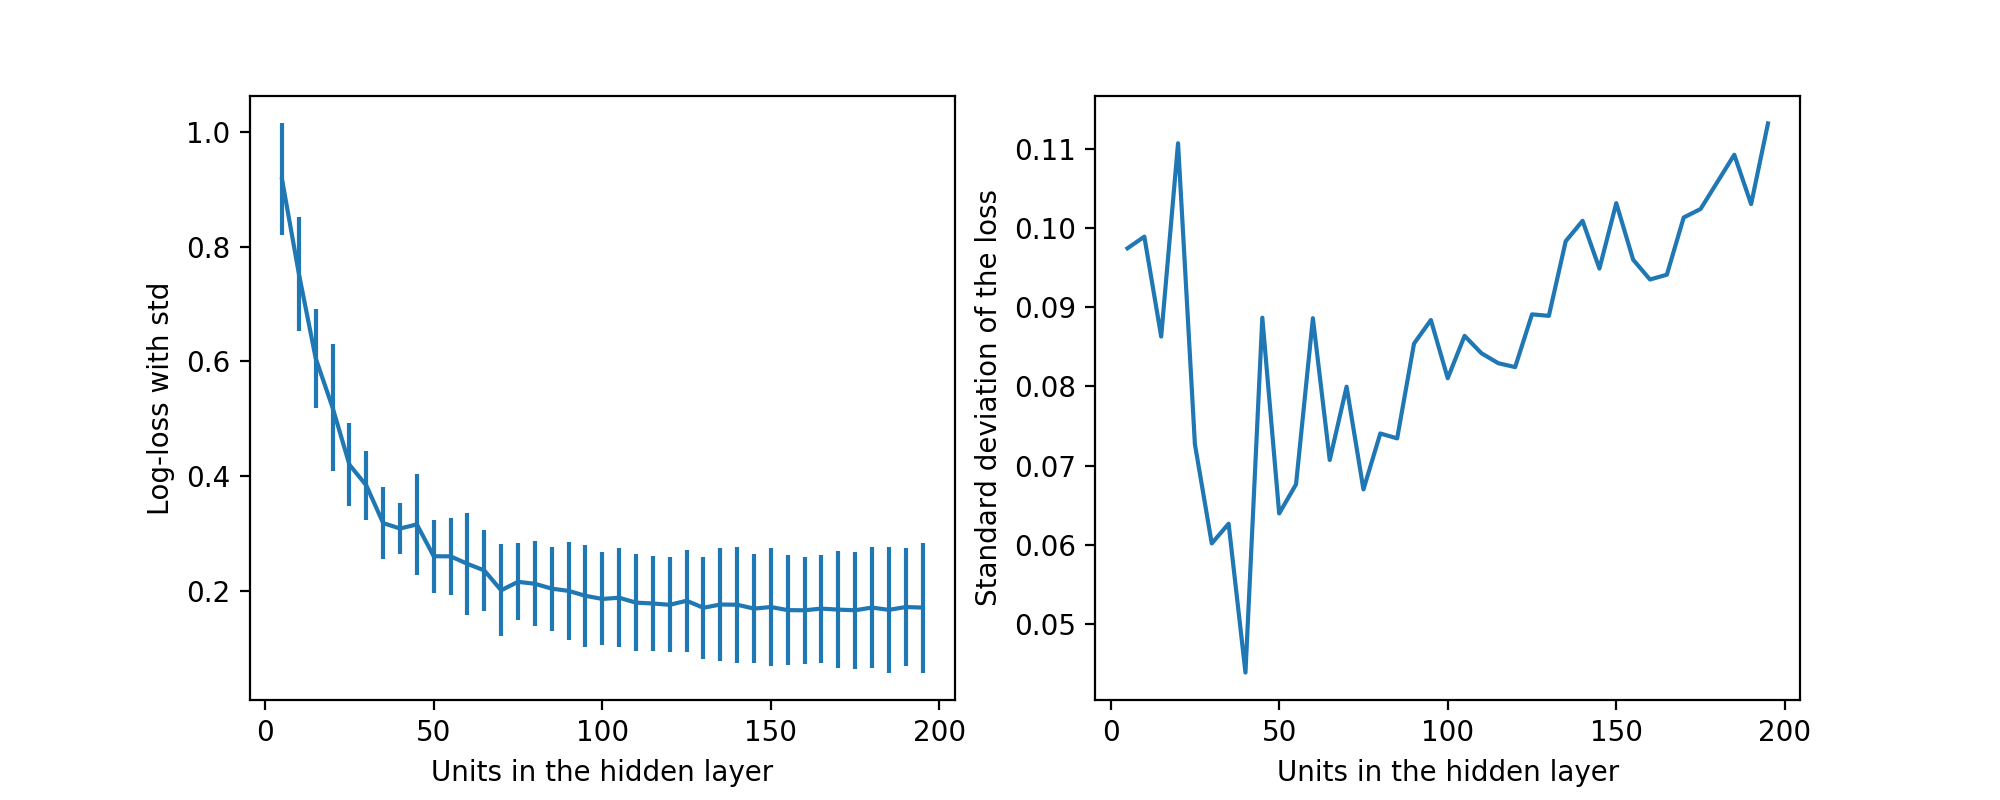 Log-loss with std
1.0
0.8
0.6
0.4
0.2
0 50 100 150 200
Units in the hidden layer
Standard deviation of the loss
0.11
0.10
0.09
0.08
0.07
0.06
0.05
0 50 100 150 200
Units in the hidden layer